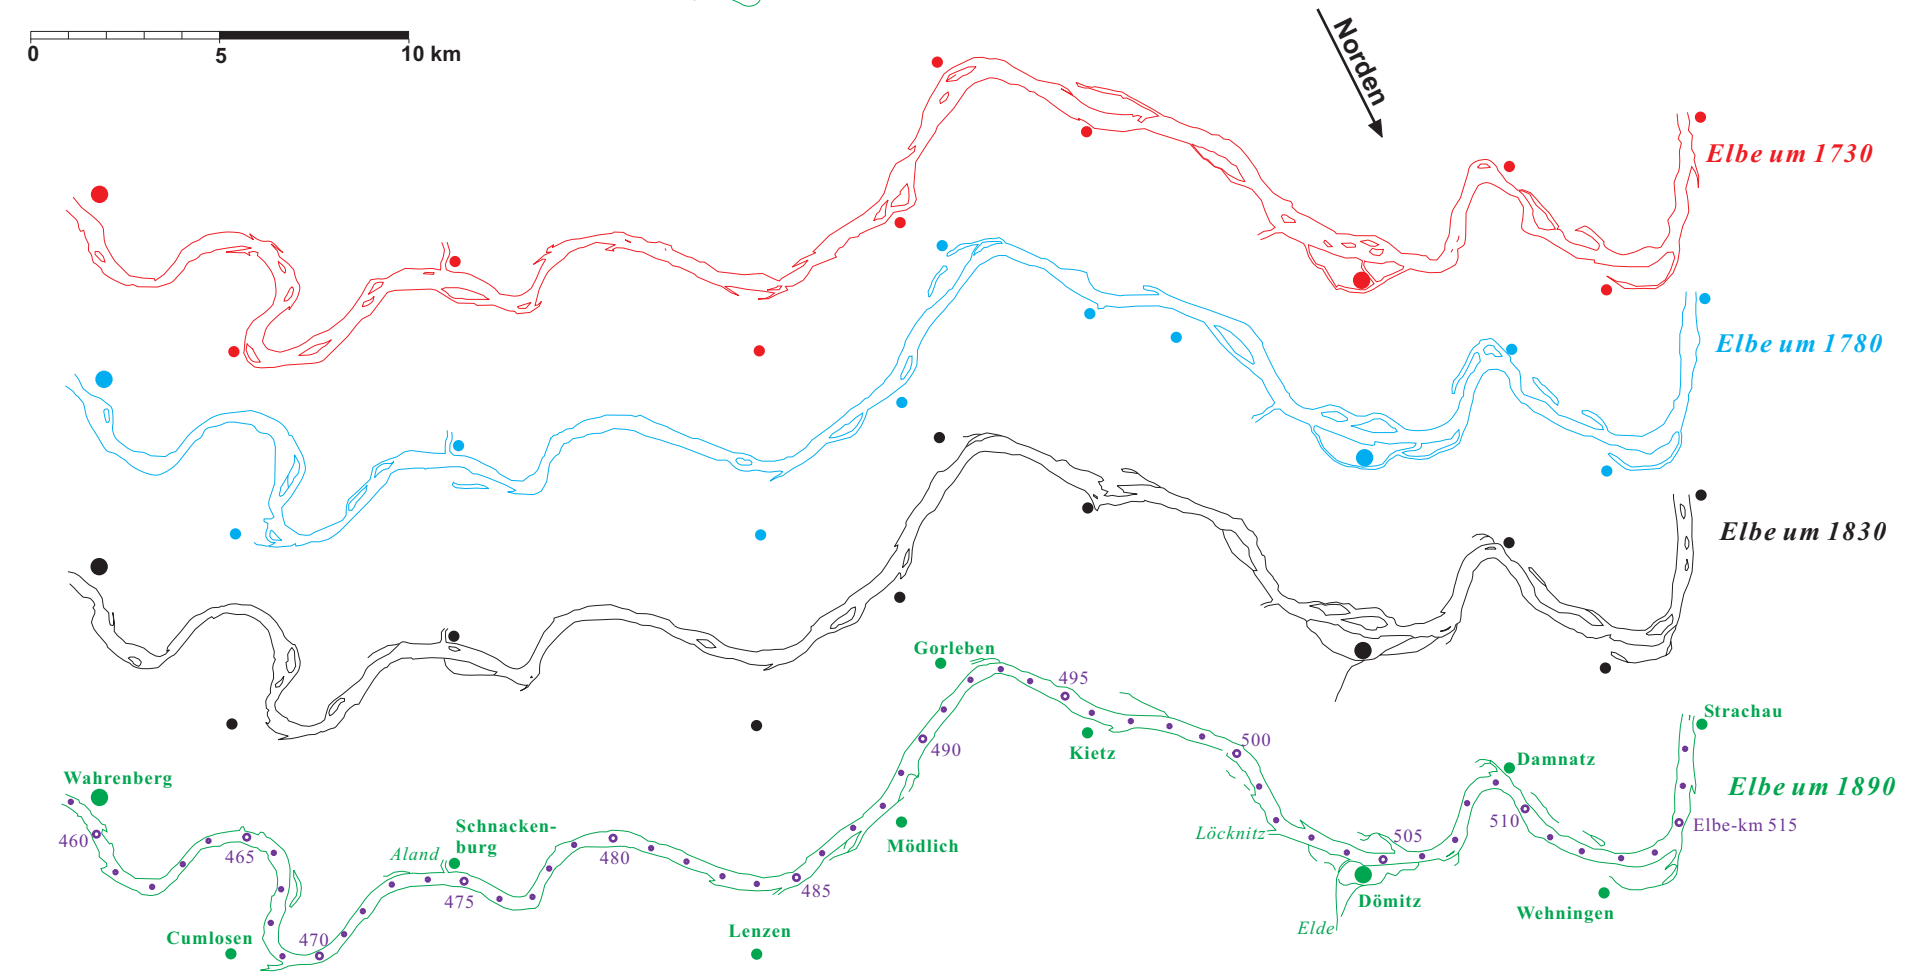 0 5 10 km
Norden
Elbe um 1730
Elbe um 1780
Elbe um 1830
Gorleben
495
Strachau
500
490
Kietz
Damnatz
Wahrenberg
Elbe um 1890
460
Schnacken-
burg
Löcknitz
505
510
Elbe-km 515
465
Aland
480
Mödlich
475
485
Dömitz
Wehningen
Cumlosen
470
Lenzen
Elde